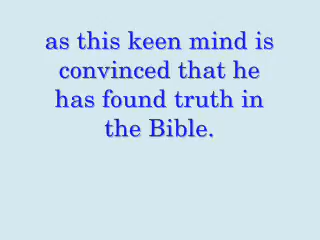 as this keen mind is
convinced that he
has found truth in
the Bible.